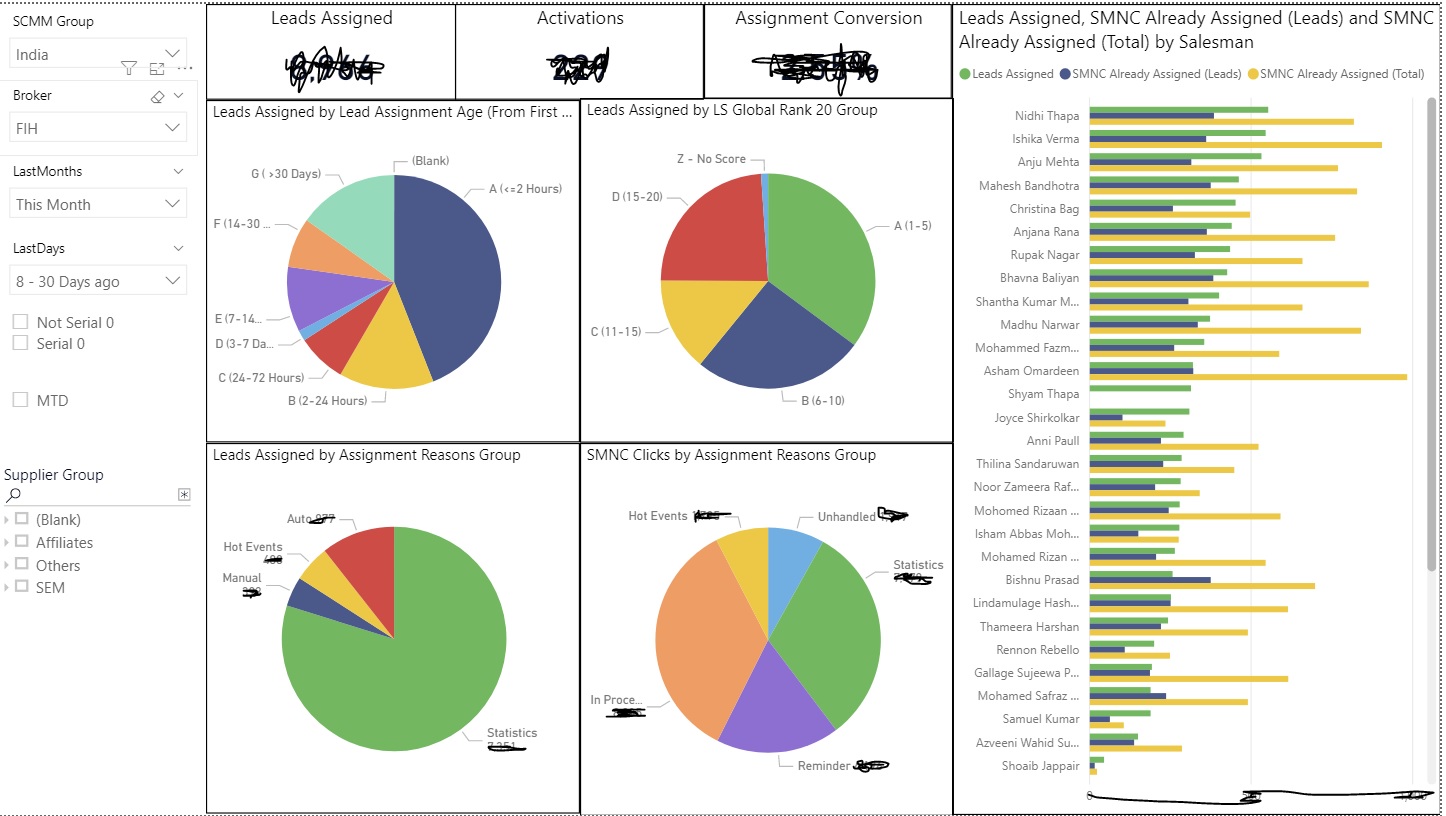 SCMM Group
India
Broker
FIH
LastMonths
This Month
LastDays
8 - 30 Days ago
Not Serial 0
Serial 0
MTD
Supplier Group
(Blank)
Affiliates
Others
SEM
Leads Assigned
Activations
Assignment Conversion
Leads Assigned by Lead Assignment Age (From First ...
(Blank)
G ( >30 Days)
A (<=2 Hours)
F (14-30 ...
E (7-14...
D (3-7 Da...
C (24-72 Hours)
B (2-24 Hours)
Leads Assigned by LS Global Rank 20 Group
Z - No Score
D (15-20)
A (1-5)
C (11-15)
B (6-10)
Leads Assigned by Assignment Reasons Group
Auto
Hot Events
Manual
Statistics
SMNC Clicks by Assignment Reasons Group
Hot Events
Unhandled
Statistics
In Proce...
Reminder
Leads Assigned, SMNC Already Assigned (Leads) and SMNC
Already Assigned (Total) by Salesman
Leads Assigned SMNC Already Assigned (Leads) SMNC Already Assigned (Total)
Nidhi Thapa
Ishika Verma
Anju Mehta
Mahesh Bandhotra
Christina Bag
Anjana Rana
Rupak Nagar
Bhavna Baliyan
Shantha Kumar M...
Madhu Narwar
Mohammed Fazm...
Asham Omardeen
Shyam Thapa
Joyce Shirkolkar
Anni Paull
Thilina Sandaruwan
Noor Zameera Raf...
Mohomed Rizaan ...
Isham Abbas Moh...
Mohamed Rizan ...
Bishnu Prasad
Lindamulage Hash...
Thameera Harshan
Rennon Rebello
Gallage Sujeewa P...
Mohamed Safraz ...
Samuel Kumar
Azveeni Wahid Su...
Shoaib Jappair